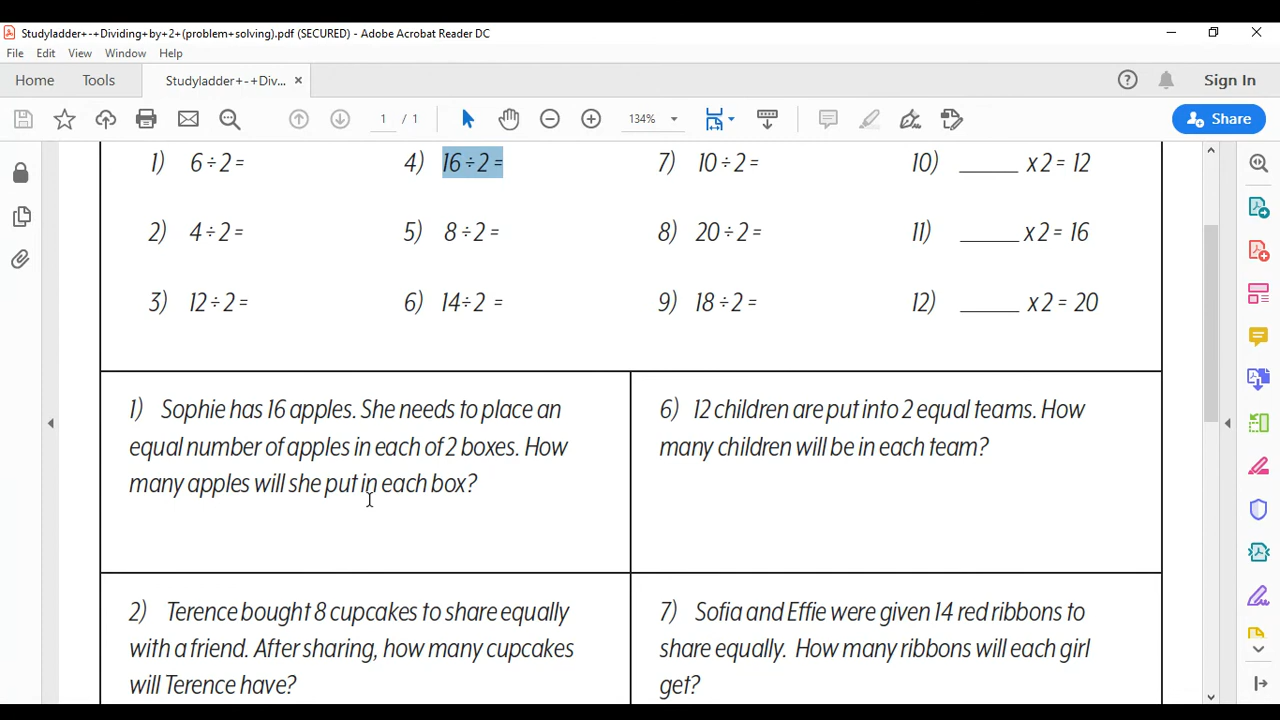 Studyladder+-+Dividing+by+2+(problem+solving).pdf (SECURED) - Adobe Acrobat Reader DC
File Edit View Window Help
Home Tools Studyladder+-+Div... × Sign In
1 / 1 134% Share
1) 6÷2= 4) 16÷2= 7) 10÷2= 10) ______ x2= 12
2) 4÷2= 5) 8÷2= 8) 20÷2= 11) ______ x2= 16
3) 12÷2= 6) 14÷2 = 9) 18÷2= 12) ______ x2= 20
1) Sophie has 16 apples. She needs to place an
equal number of apples in each of 2 boxes. How
many apples will she put in each box?
6) 12 children are put into 2 equal teams. How
many children will be in each team?
2) Terence bought 8 cupcakes to share equally
with a friend. After sharing, how many cupcakes
will Terence have?
7) Sofia and Effie were given 14 red ribbons to
share equally. How many ribbons will each girl
get?